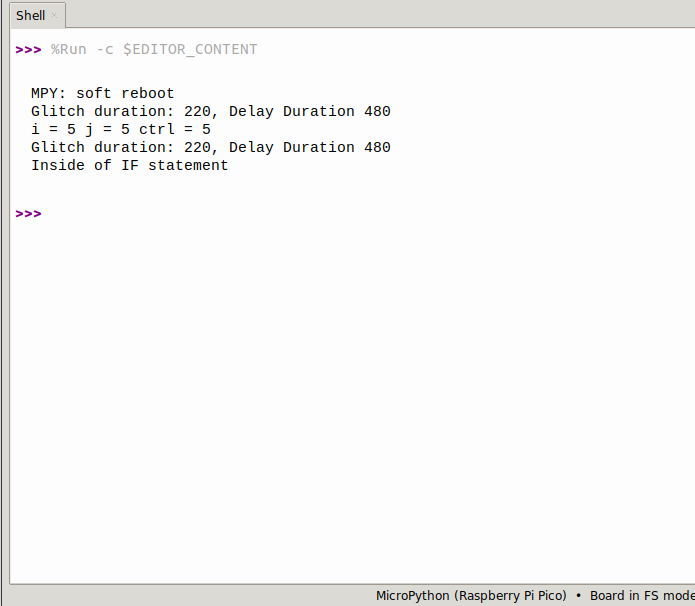 Shell
>>> %Run -c $EDITOR_CONTENT
MPY: soft reboot
Glitch duration: 220, Delay Duration 480
i = 5 j = 5 ctrl = 5
Glitch duration: 220, Delay Duration 480
Inside of IF statement
>>>
MicroPython (Raspberry Pi Pico) • Board in FS mode